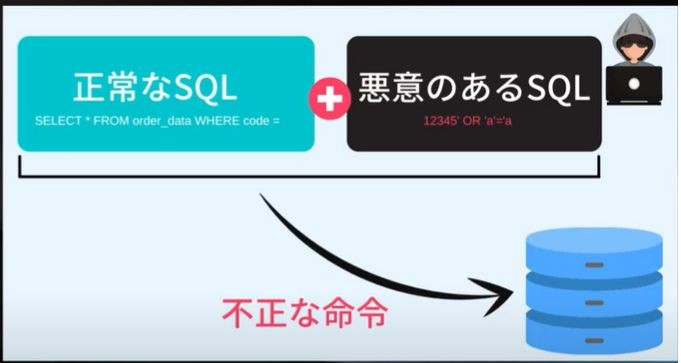 正常なSQL
SELECT * FROM order_data WHERE code =
悪意のあるSQL
12345' OR 'a'='a
不正な命令